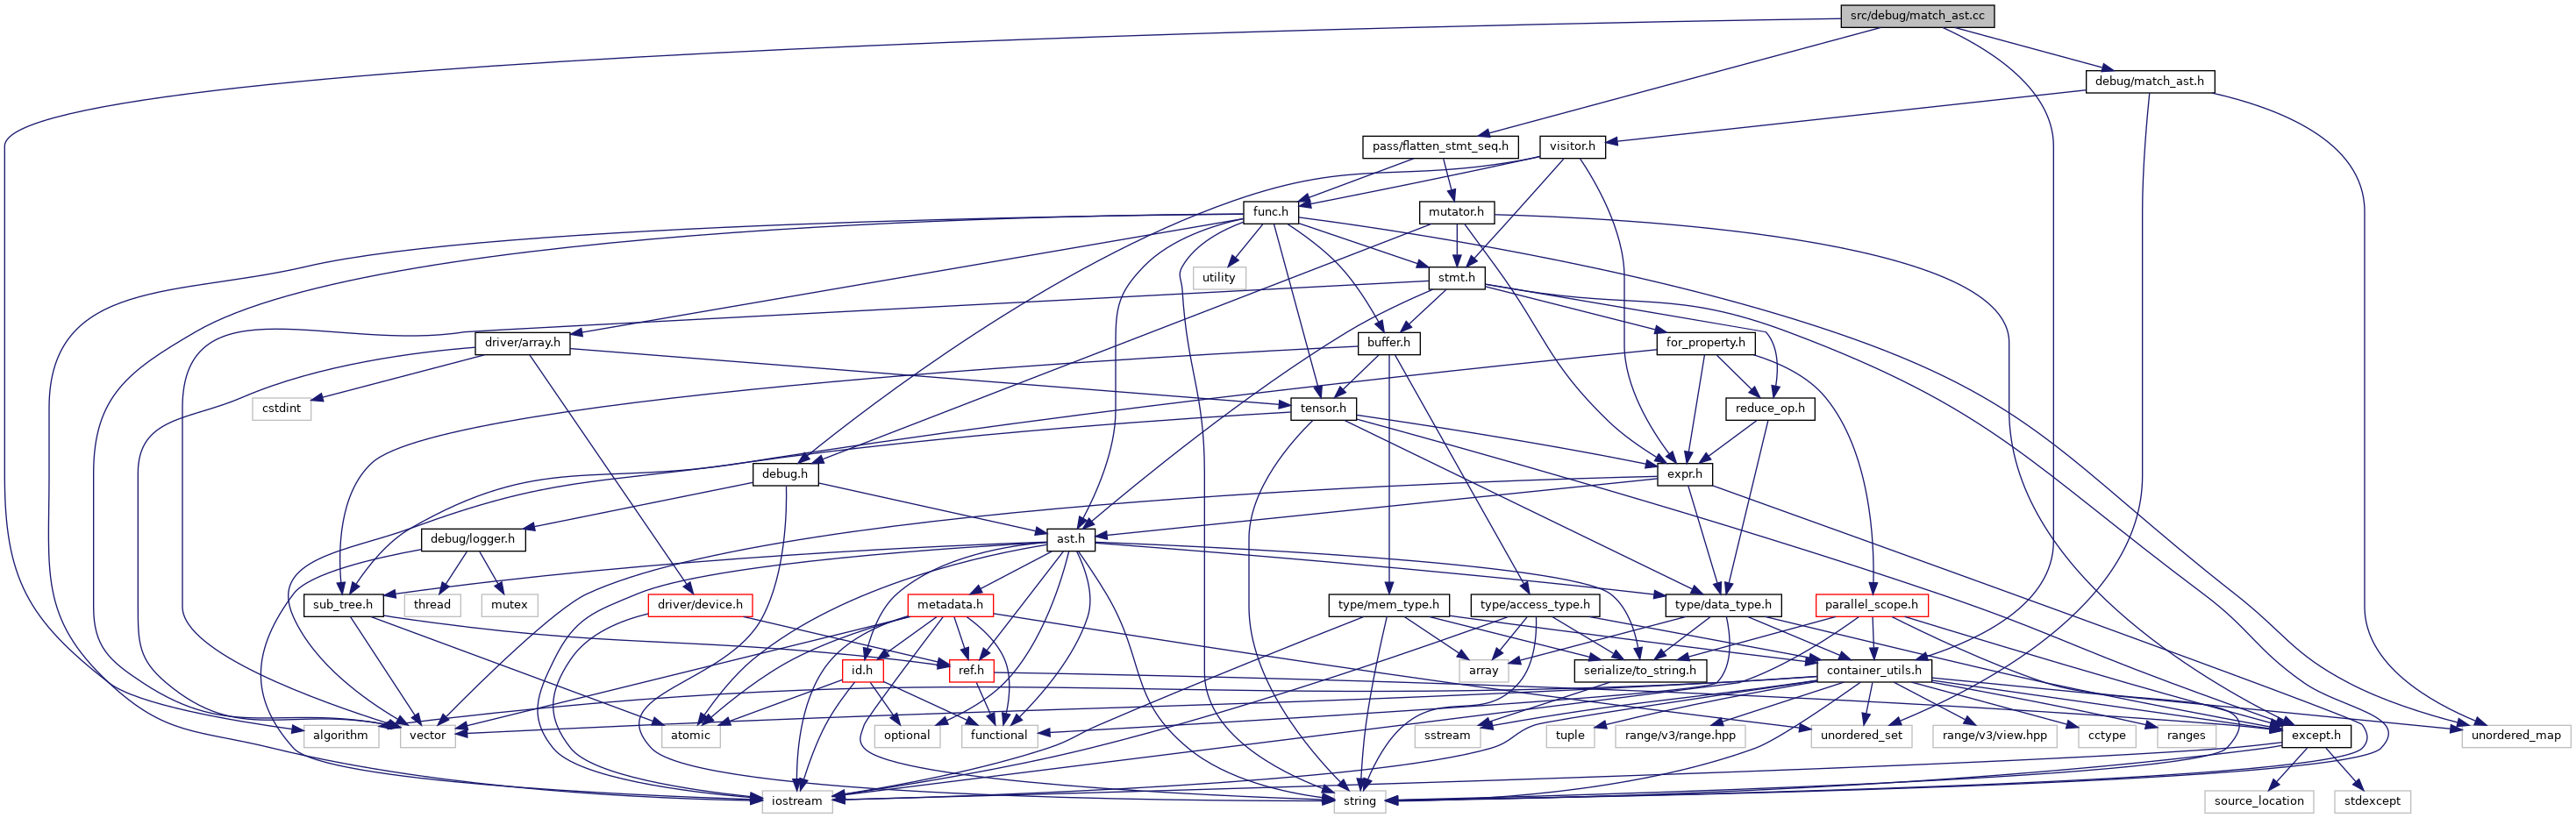 src/debug/match_ast.cc
debug/match_ast.h
pass/flatten_stmt_seq.h
visitor.h
func.h
mutator.h
utility
stmt.h
driver/array.h
buffer.h
for_property.h
cstdint
tensor.h
reduce_op.h
debug.h
expr.h
debug/logger.h
ast.h
sub_tree.h
thread
mutex
driver/device.h
metadata.h
type/mem_type.h
type/access_type.h
type/data_type.h
parallel_scope.h
id.h
ref.h
array
serialize/to_string.h
container_utils.h
algorithm
vector
atomic
optional
functional
sstream
tuple
range/v3/range.hpp
unordered_set
range/v3/view.hpp
cctype
ranges
except.h
unordered_map
iostream
string
source_location
stdexcept